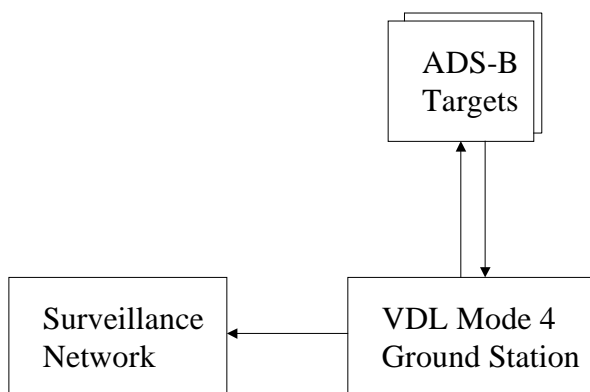 ADS-B
Targets
Surveillance
Network
VDL Mode 4
Ground Station